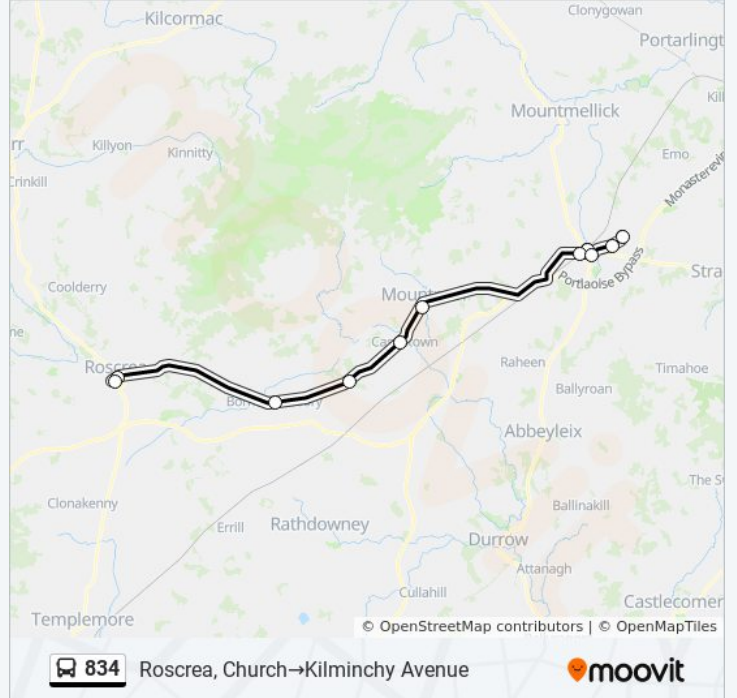 Clonygowan
Kilcormac
Portarlingt
Mountmellick
Kil
Killyon
Kinnitty
Emo
Crinkill
Monasterevin
Portlaoise Bypass
Stra
Coolderry
Mount
Castletown
Roscrea
Raheen
Timahoe
Ballyroan
Abbeyleix
The S
Clonakenny
Ballinakill
Errill
Rathdowney
Durrow
Attanagh
Cullahill
Castlecomer
Templemore
© OpenStreetMap contributors | © OpenMapTiles
834 Roscrea, Church→Kilminchy Avenue
moovit